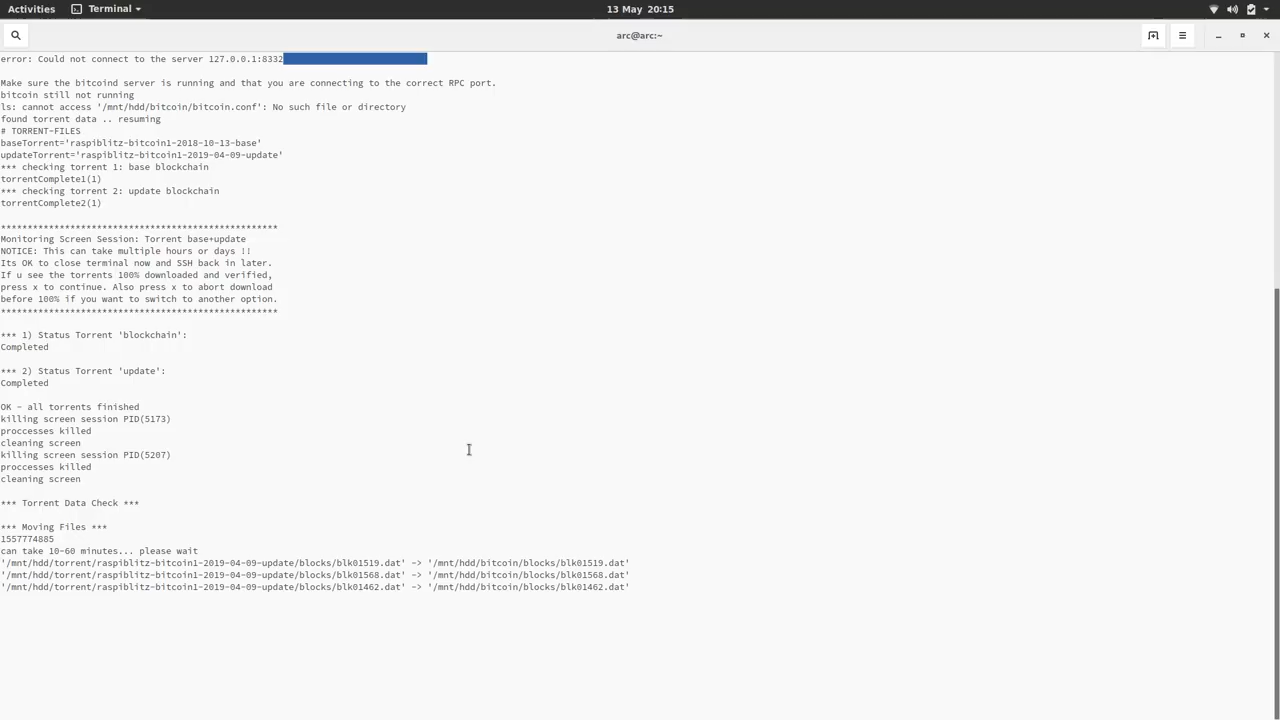 Activities
Terminal
13 May 20:15
arc@arc:~
error: Could not connect to the server 127.0.0.1:8332
Make sure the bitcoind server is running and that you are connecting to the correct RPC port.
bitcoin still not running
ls: cannot access '/mnt/hdd/bitcoin/bitcoin.conf': No such file or directory
found torrent data .. resuming
# TORRENT-FILES
baseTorrent='raspiblitz-bitcoin1-2018-10-13-base'
updateTorrent='raspiblitz-bitcoin1-2019-04-09-update'
*** checking torrent 1: base blockchain
torrentComplete1(1)
*** checking torrent 2: update blockchain
torrentComplete2(1)
****************************************************
Monitoring Screen Session: Torrent base+update
NOTICE: This can take multiple hours or days !!
Its OK to close terminal now and SSH back in later.
If u see the torrents 100% downloaded and verified,
press x to continue. Also press x to abort download
before 100% if you want to switch to another option.
****************************************************
*** 1) Status Torrent 'blockchain':
Completed
*** 2) Status Torrent 'update':
Completed
OK - all torrents finished
killing screen session PID(5173)
proccesses killed
cleaning screen
killing screen session PID(5207)
proccesses killed
cleaning screen
*** Torrent Data Check ***
*** Moving Files ***
1557774885
can take 10-60 minutes... please wait
'/mnt/hdd/torrent/raspiblitz-bitcoin1-2019-04-09-update/blocks/blk01519.dat' -> '/mnt/hdd/bitcoin/blocks/blk01519.dat'
'/mnt/hdd/torrent/raspiblitz-bitcoin1-2019-04-09-update/blocks/blk01568.dat' -> '/mnt/hdd/bitcoin/blocks/blk01568.dat'
'/mnt/hdd/torrent/raspiblitz-bitcoin1-2019-04-09-update/blocks/blk01462.dat' -> '/mnt/hdd/bitcoin/blocks/blk01462.dat'